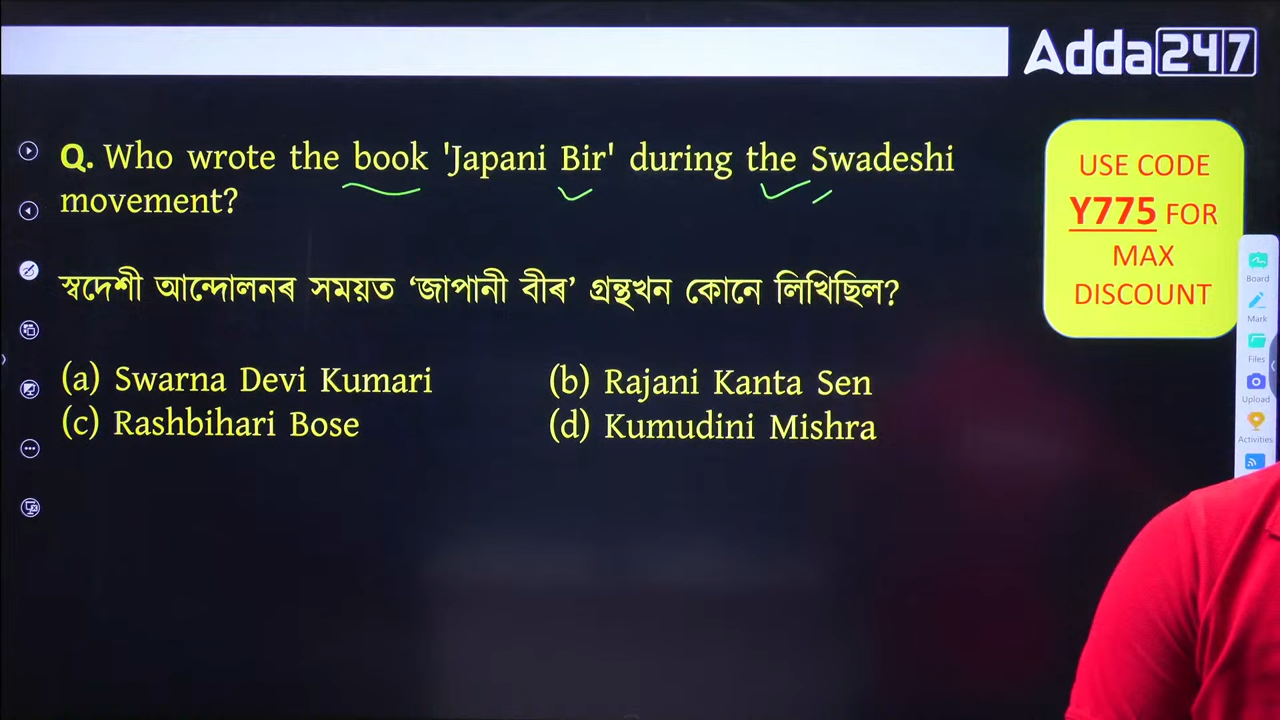 Adda247
Q. Who wrote the book 'Japani Bir' during the Swadeshi
movement?
স্বদেশী আন্দোলনৰ সময়ত ‘জাপানী বীৰ’ গ্ৰন্থখন কোনে লিখিছিল?
(a) Swarna Devi Kumari (b) Rajani Kanta Sen
(c) Rashbihari Bose (d) Kumudini Mishra
USE CODE
Y775 FOR
MAX
DISCOUNT
Board
Mark
Files
Upload
Activities